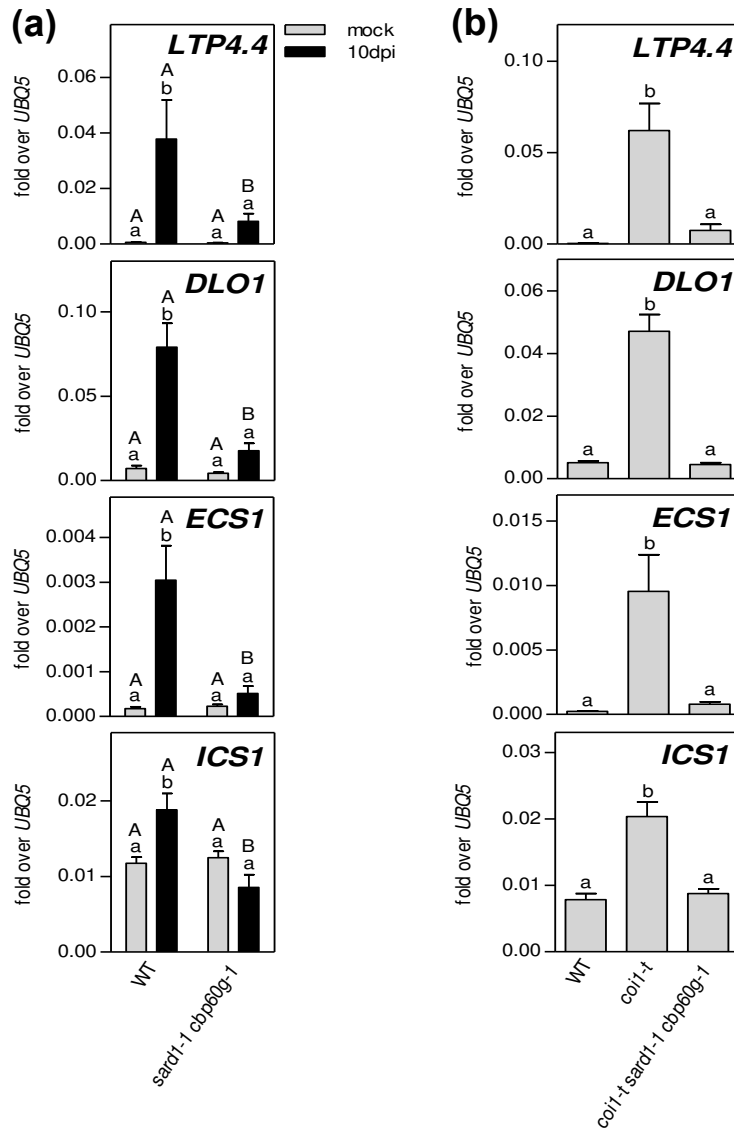 (a)
mock
10dpi
LTP4.4
fold over UBQ5
0.06
0.04
0.02
0.00
A
a
A
b
A
a
B
a
DLO1
fold over UBQ5
0.10
0.05
0.00
A
a
A
b
A
a
B
a
ECS1
fold over UBQ5
0.004
0.003
0.002
0.001
0.000
A
a
A
b
A
a
B
a
ICS1
fold over UBQ5
0.02
0.01
0.00
A
a
A
b
A
a
B
a
WT
sard1-1 cbp60g-1
(b)
LTP4.4
fold over UBQ5
0.10
0.05
0.00
a
b
a
DLO1
fold over UBQ5
0.06
0.04
0.02
0.00
a
b
a
ECS1
fold over UBQ5
0.015
0.010
0.005
0.000
a
b
a
ICS1
fold over UBQ5
0.03
0.02
0.01
0.00
a
b
a
WT
coi1-t
coi1-t sard1-1 cbp60g-1